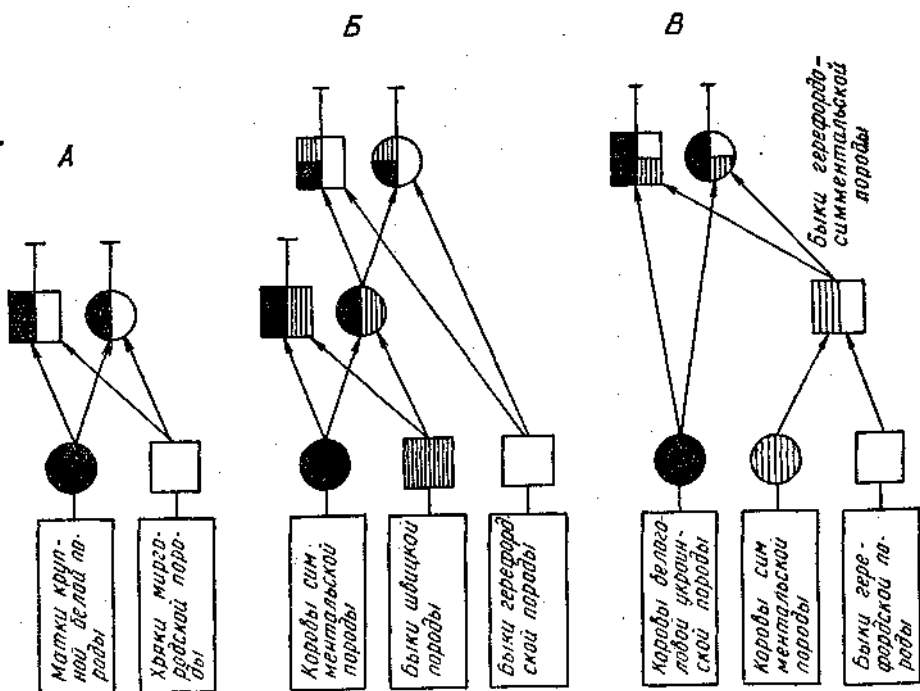 А
Матки круп-
ной белой по-
роды
Хряки мирго-
родской поро-
ды
Б
Коровы сим
ментальской
породы
Быки швицкой
породы
Быки герефорд
ской породы
В
Быки герефордо-
симментальской
породы
Коровы белого
ловой украин-
ской породы
Коровы сим
ментальской
породы
Быки гере-
фордской по-
роды